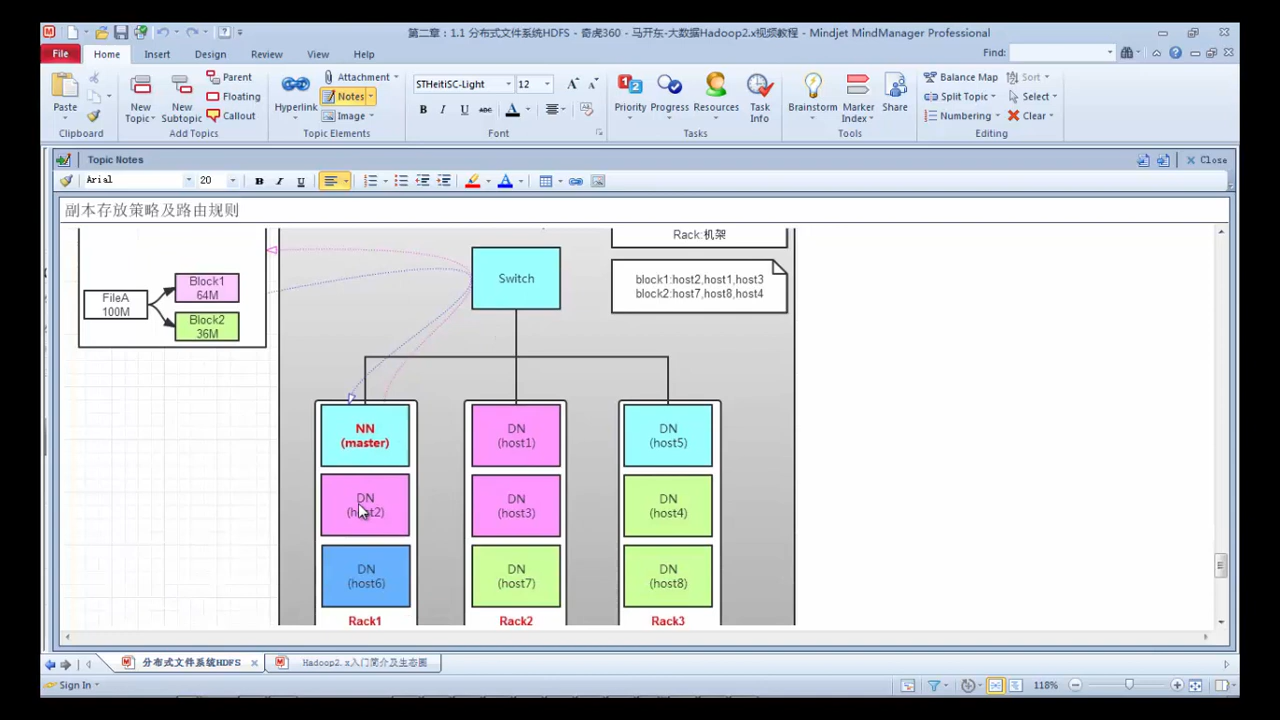 第二章：1.1 分布式文件系统HDFS - 奇虎360 - 马开东-大数据Hadoop2.x视频教程 - Mindjet MindManager Professional
File Home Insert Design Review View Help Find:
Paste
New Topic
New Subtopic
Parent
Floating
Callout
Hyperlink
Attachment
Notes
Image
STHeitiSC-Light 12
B I U abc A
Priority Progress Resources Task Info
Brainstorm Marker Index Share
Balance Map Sort
Split Topic Select
Numbering Clear
Clipboard Add Topics Topic Elements Font Tasks Tools Editing
Topic Notes Close
Arial 20 B I U A
副本存放策略及路由规则
Rack:机架
block1:host2,host1,host3
block2:host7,host8,host4
Switch
FileA
100M
Block1
64M
Block2
36M
NN
(master)
DN
(host1)
DN
(host5)
DN
(host2)
DN
(host3)
DN
(host4)
DN
(host6)
DN
(host7)
DN
(host8)
Rack1 Rack2 Rack3
分布式文件系统HDFS Hadoop2.x入门简介及生态圈
Sign In 118%